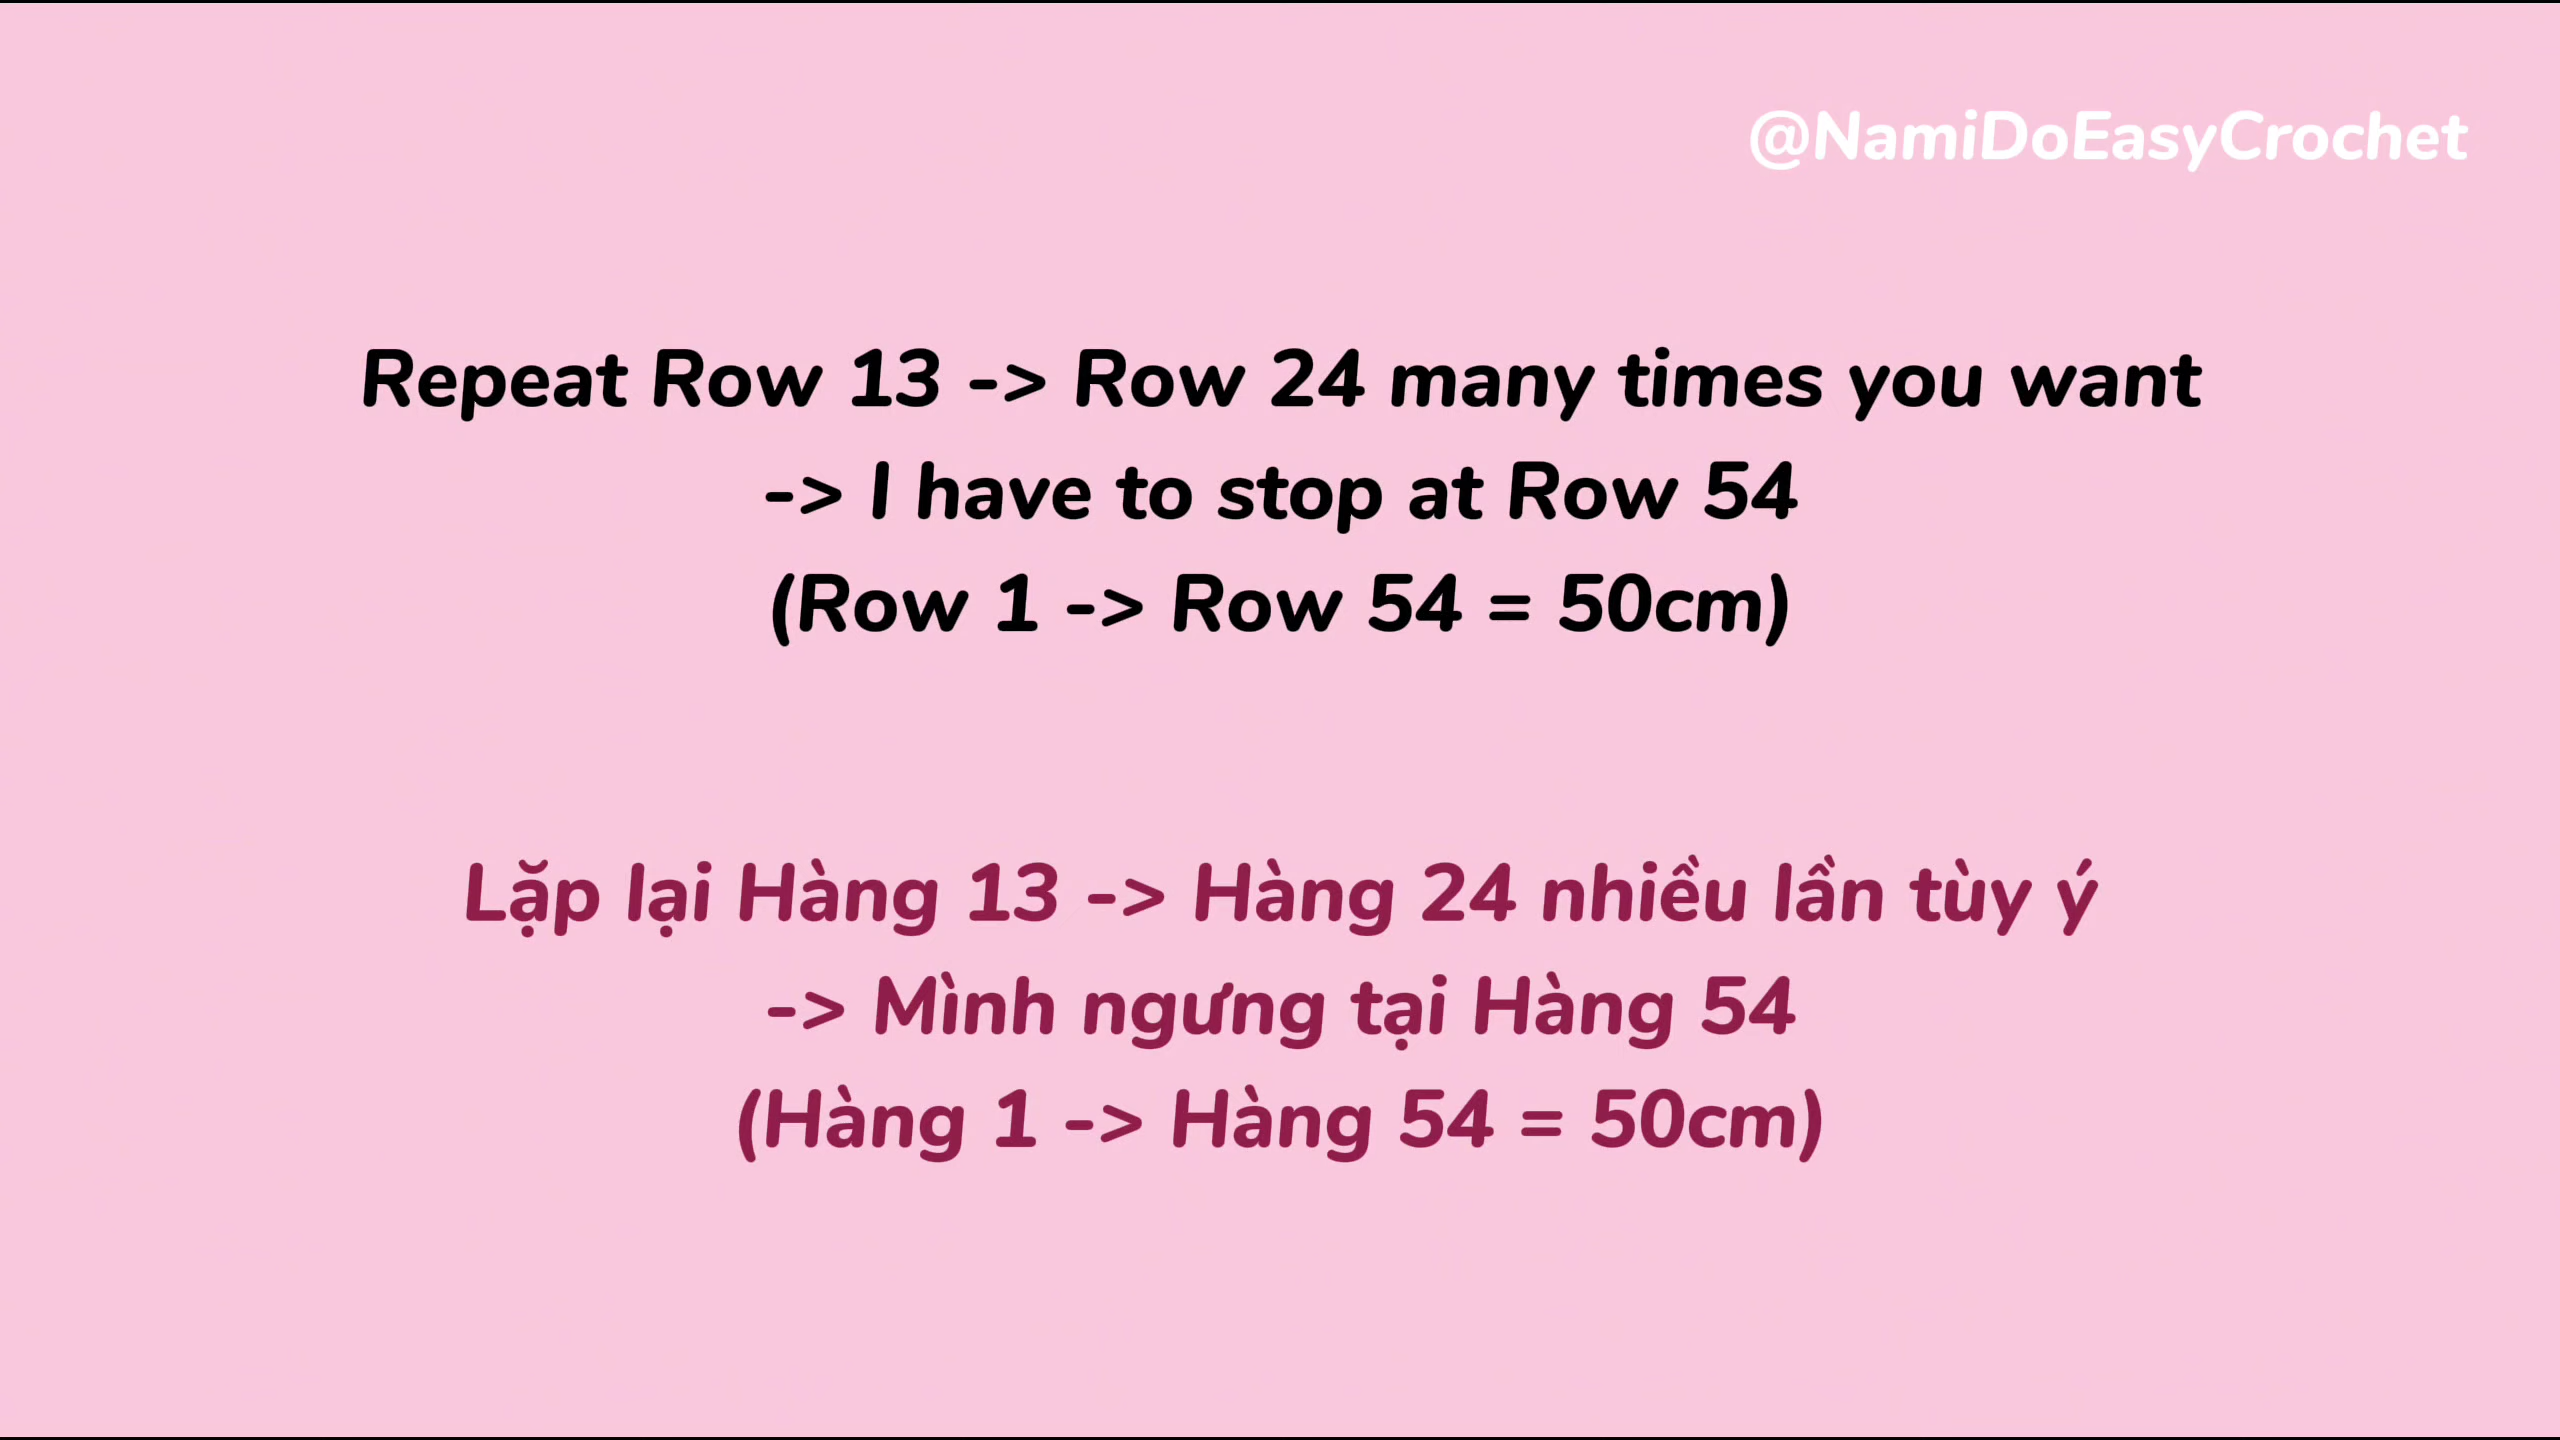 @NamiDoEasyCrochet
Repeat Row 13 -> Row 24 many times you want
-> I have to stop at Row 54
(Row 1 -> Row 54 = 50cm)
Lặp lại Hàng 13 -> Hàng 24 nhiều lần tùy ý
-> Mình ngưng tại Hàng 54
(Hàng 1 -> Hàng 54 = 50cm)